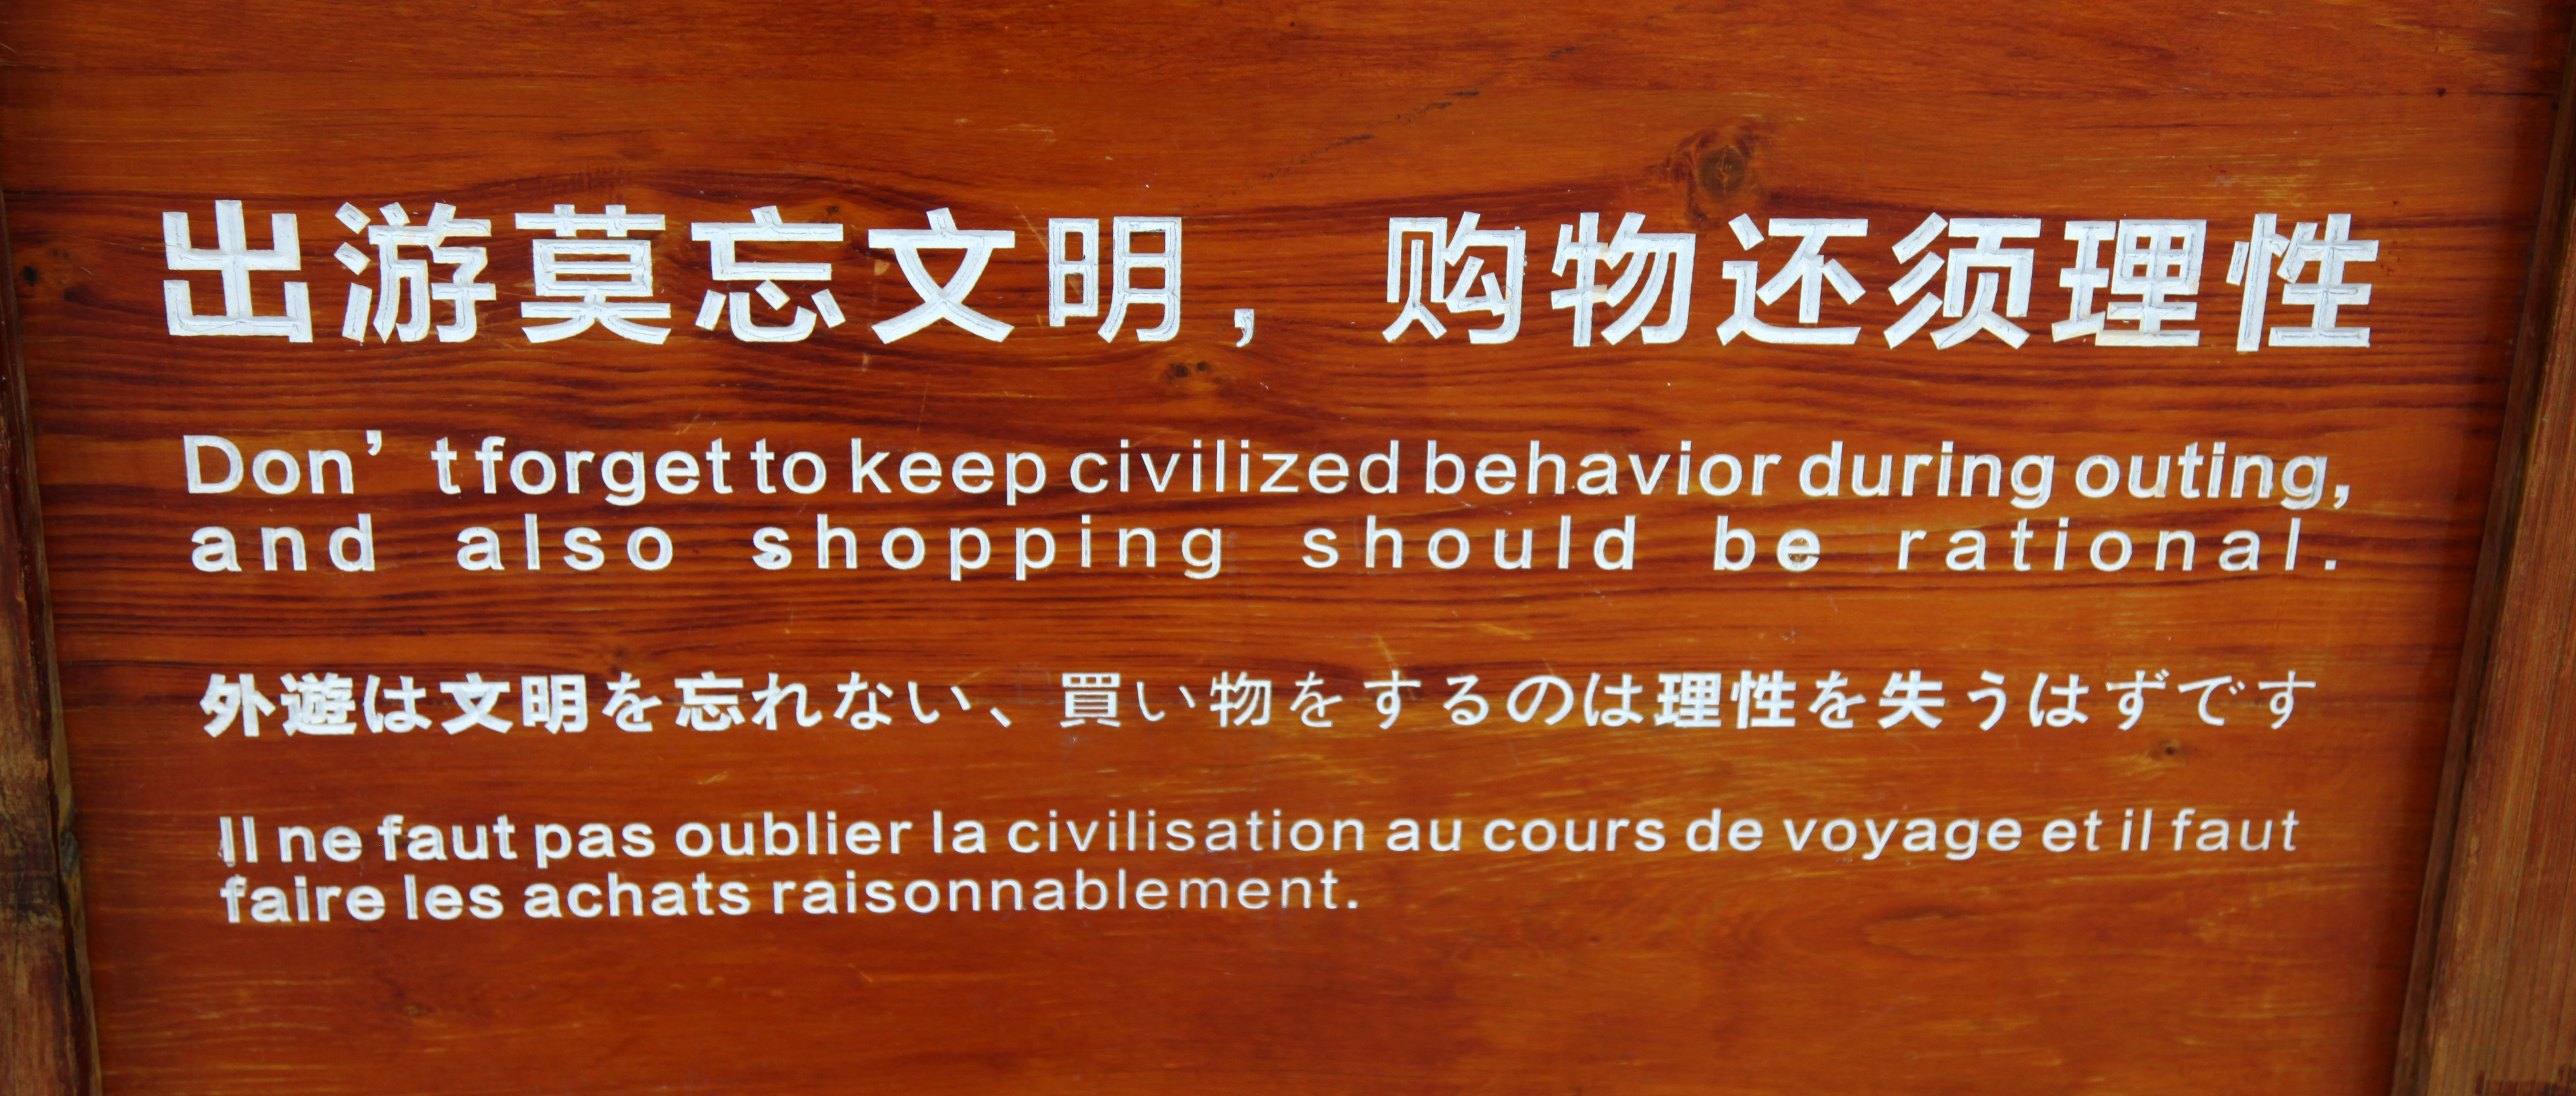 出游莫忘文明，购物还须理性
Don't forget to keep civilized behavior during outing,
and also shopping should be rational.
外遊は文明を忘れない、買い物をするのは理性を失うはずです
Il ne faut pas oublier la civilisation au cours de voyage et il faut
faire les achats raisonnablement.